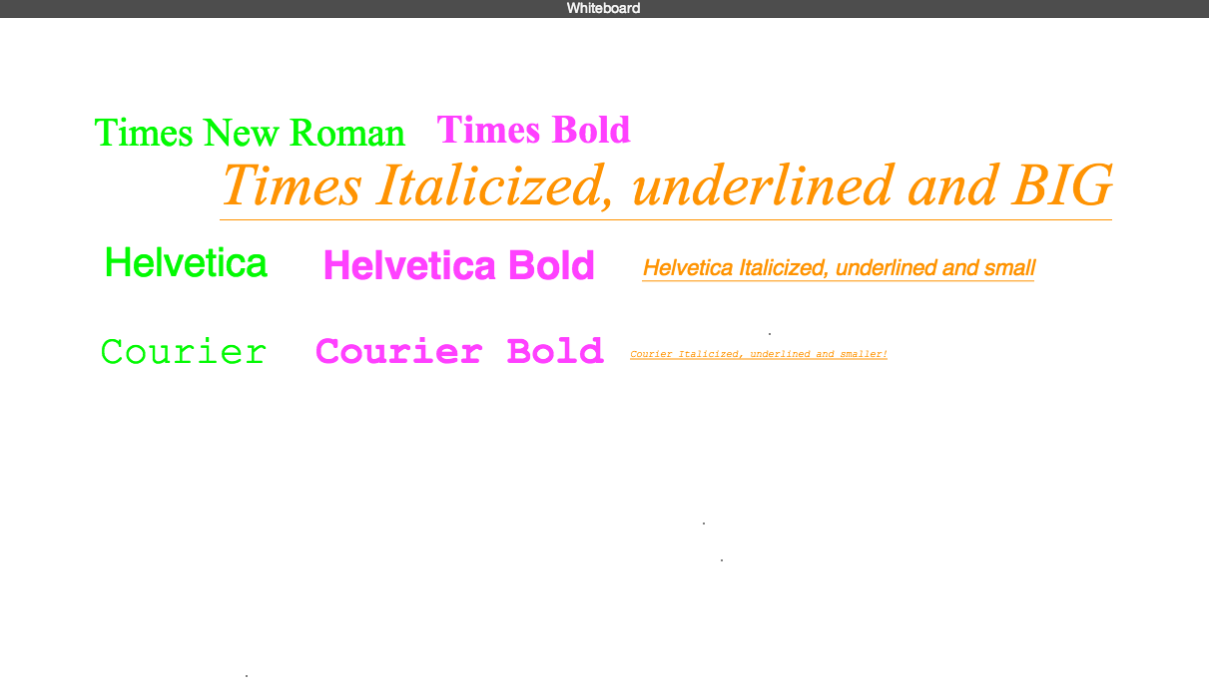 Whiteboard
Times New Roman Times Bold
Times Italicized, underlined and BIG
Helvetica Helvetica Bold Helvetica Italicized, underlined and small
Courier Courier Bold Courier Italicized, underlined and smaller!